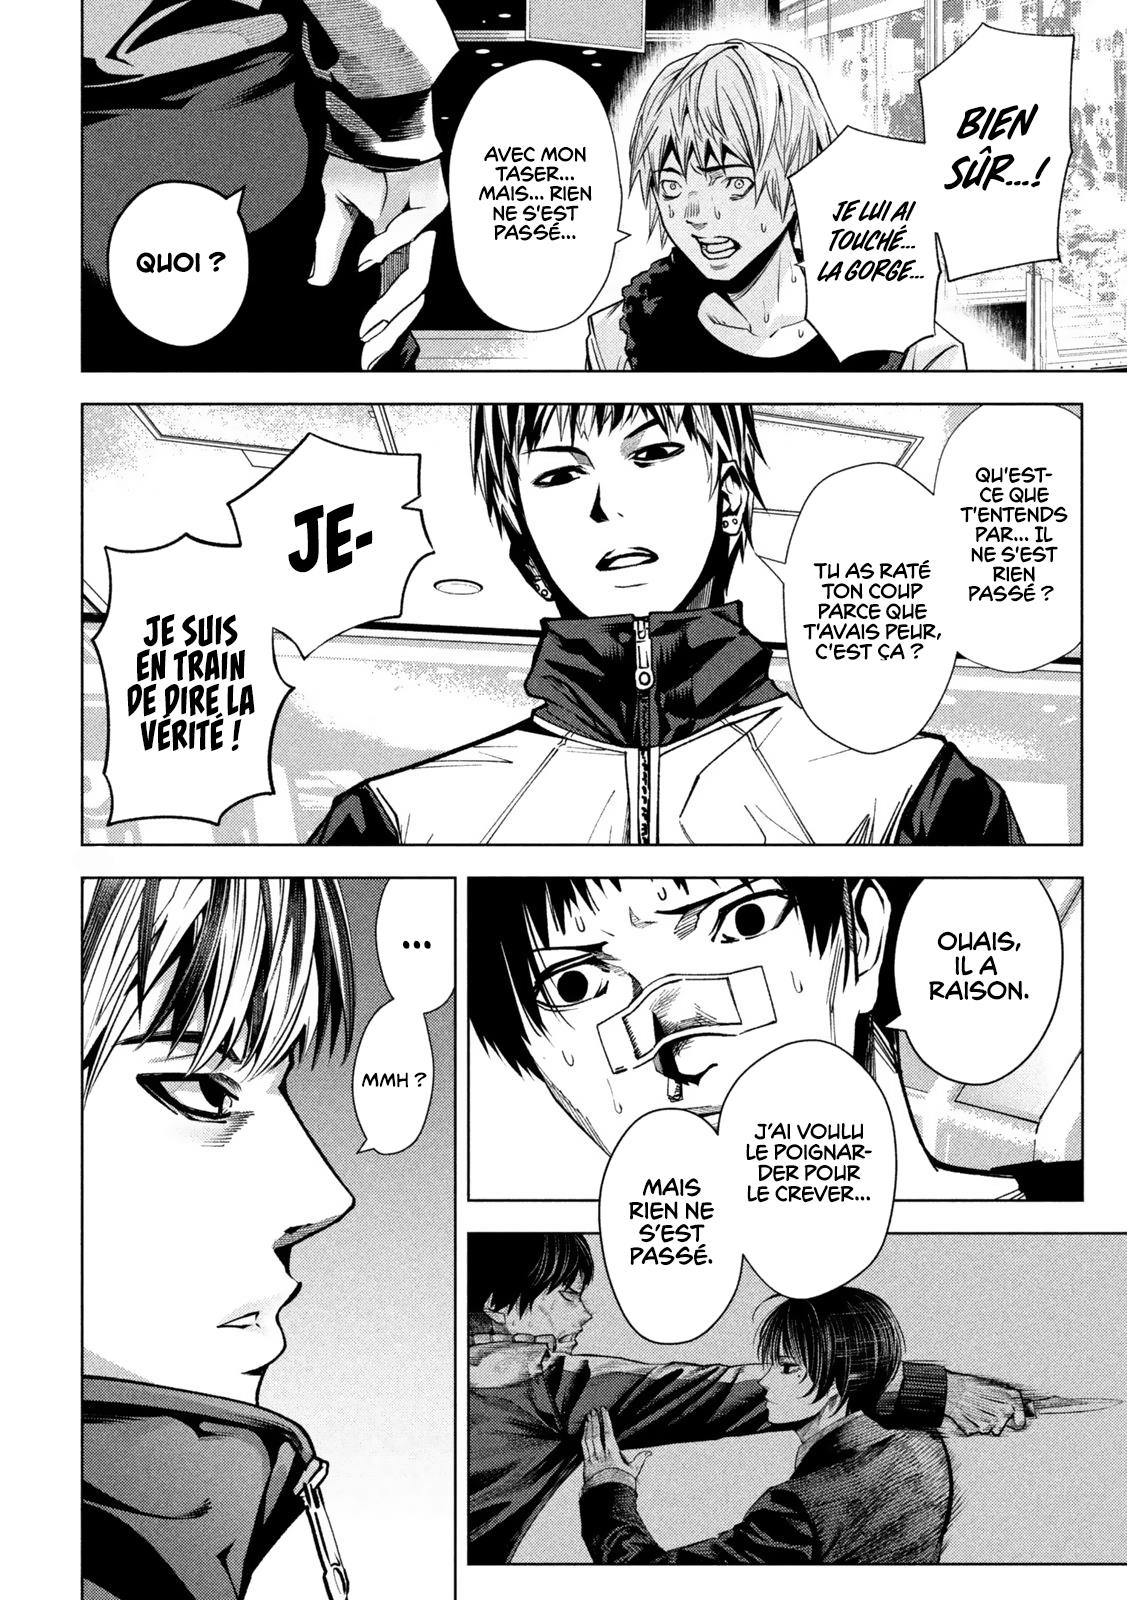 BIEN
SÛR...!
JE LUI AI
TOUCHÉ...
LA GORGE...
AVEC MON
TASER...
MAIS... RIEN
NE S'EST
PASSÉ...
QUOI ?
QU'EST-
CE QUE
T'ENTENDS
PAR... IL
NE S'EST
RIEN
PASSÉ ?
TU AS RATÉ
TON COUP
PARCE QUE
T'AVAIS PEUR,
C'EST ÇA ?
JE-
JE SUIS
EN TRAIN
DE DIRE LA
VÉRITÉ !
OUAIS,
IL A
RAISON.
J'AI VOULU
LE POIGNAR-
DER POUR
LE CREVER...
MAIS
RIEN NE
S'EST
PASSÉ.
...
MMH ?